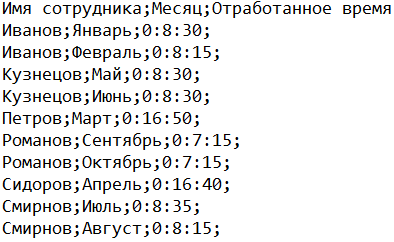 Имя сотрудника;Месяц;Отработанное время
Иванов;Январь;0:8:30;
Иванов;Февраль;0:8:15;
Кузнецов;Май;0:8:30;
Кузнецов;Июнь;0:8:30;
Петров;Март;0:16:50;
Романов;Сентябрь;0:7:15;
Романов;Октябрь;0:7:15;
Сидоров;Апрель;0:16:40;
Смирнов;Июль;0:8:35;
Смирнов;Август;0:8:15;